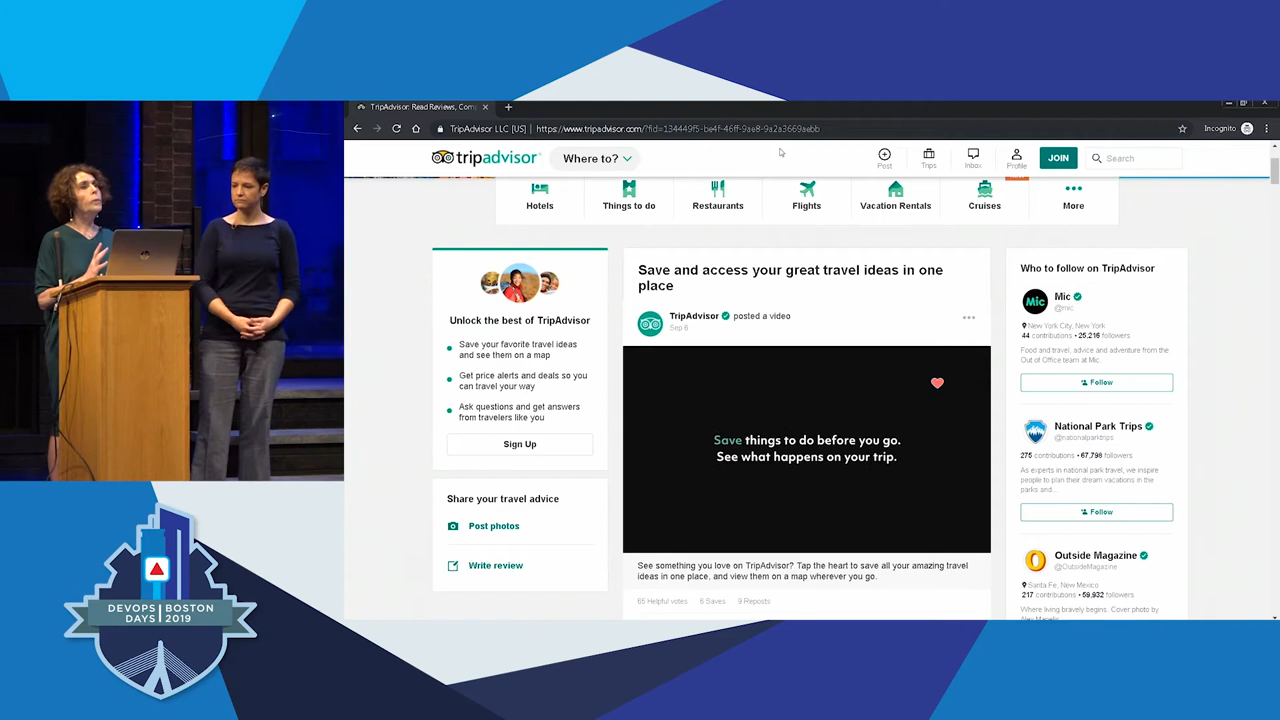 TripAdvisor: Read Reviews, Com
TripAdvisor LLC [US]
https://www.tripadvisor.com/?fid=134449f5-be4f-46ff-9ae8-9a2a3669aebb
Incognito
tripadvisor
Where to?
Post
Trips
Inbox
Profile
JOIN
Search
Hotels
Things to do
Restaurants
Flights
Vacation Rentals
Cruises
More
Unlock the best of TripAdvisor
Save your favorite travel ideas
and see them on a map
Get price alerts and deals so you
can travel your way
Ask questions and get answers
from travelers like you
Sign Up
Share your travel advice
Post photos
Write review
Save and access your great travel ideas in one
place
TripAdvisor posted a video
Sep 6
Save things to do before you go.
See what happens on your trip.
See something you love on TripAdvisor? Tap the heart to save all your amazing travel
ideas in one place, and view them on a map wherever you go.
65 Helpful votes 6 Saves 9 Reposts
Who to follow on TripAdvisor
Mic
Mic
@mic
New York City, New York
44 contributions • 25,216 followers
Food and travel, advice and adventure from the
Out of Office team at Mic.
Follow
National Park Trips
@nationalparktrips
275 contributions • 67,798 followers
As experts in national park travel, we inspire
people to plan their dream vacations in the
parks and...
Follow
Outside Magazine
@OutsideMagazine
Santa Fe, New Mexico
217 contributions • 59,932 followers
Where living bravely begins. Cover photo by
DEVOPS BOSTON
DAYS 2019